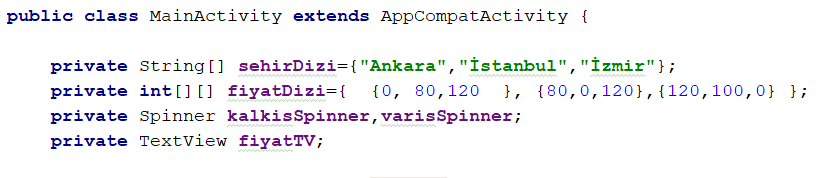 public class MainActivity extends AppCompatActivity {
private String[] sehirDizi={"Ankara","İstanbul","İzmir"};
private int[][] fiyatDizi={  {0, 80,120  }, {80,0,120},{120,100,0} };
private Spinner kalkisSpinner,varisSpinner;
private TextView fiyatTV;